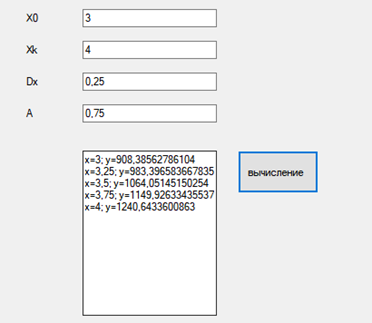 X0 3
Xk 4
Dx 0,25
A 0,75
x=3; y=908,38562786104
x=3,25; y=983,396583667835
x=3,5; y=1064,05145150254
x=3,75; y=1149,92633435537
x=4; y=1240,6433600863
вычисление